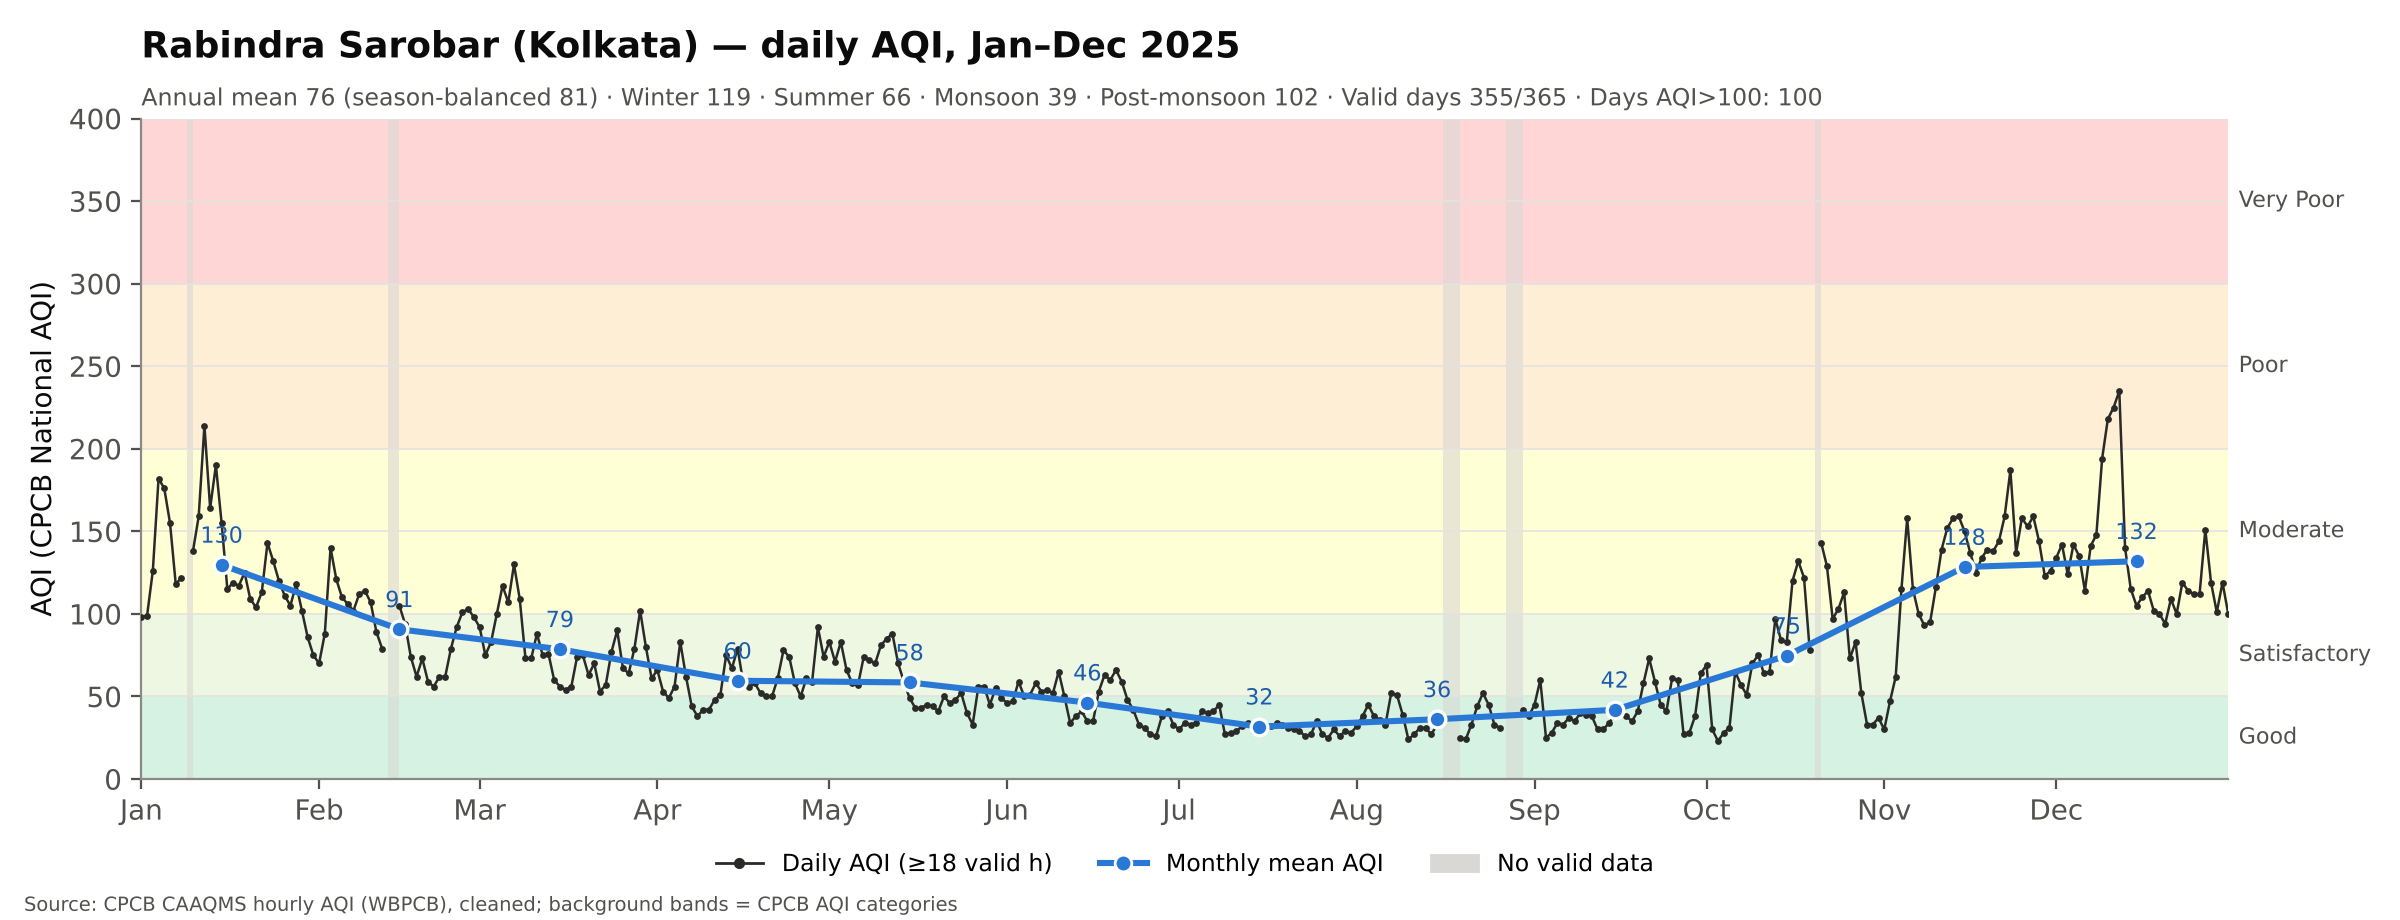 Rabindra Sarobar (Kolkata) — daily AQI, Jan–Dec 2025
Annual mean 76 (season-balanced 81) · Winter 119 · Summer 66 · Monsoon 39 · Post-monsoon 102 · Valid days 355/365 · Days AQI>100: 100
AQI (CPCB National AQI)
400
350
300
250
200
150
100
50
0
Very Poor
Poor
Moderate
Satisfactory
Good
130
91
79
60
58
46
32
36
42
75
128
132
Jan Feb Mar Apr May Jun Jul Aug Sep Oct Nov Dec
Daily AQI (≥18 valid h) Monthly mean AQI No valid data
Source: CPCB CAAQMS hourly AQI (WBPCB), cleaned; background bands = CPCB AQI categories